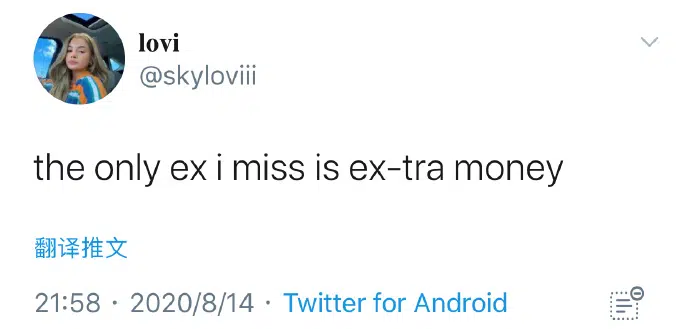 lovi
@skyloviii
the only ex i miss is ex-tra money
翻译推文
21:58 · 2020/8/14 · Twitter for Android